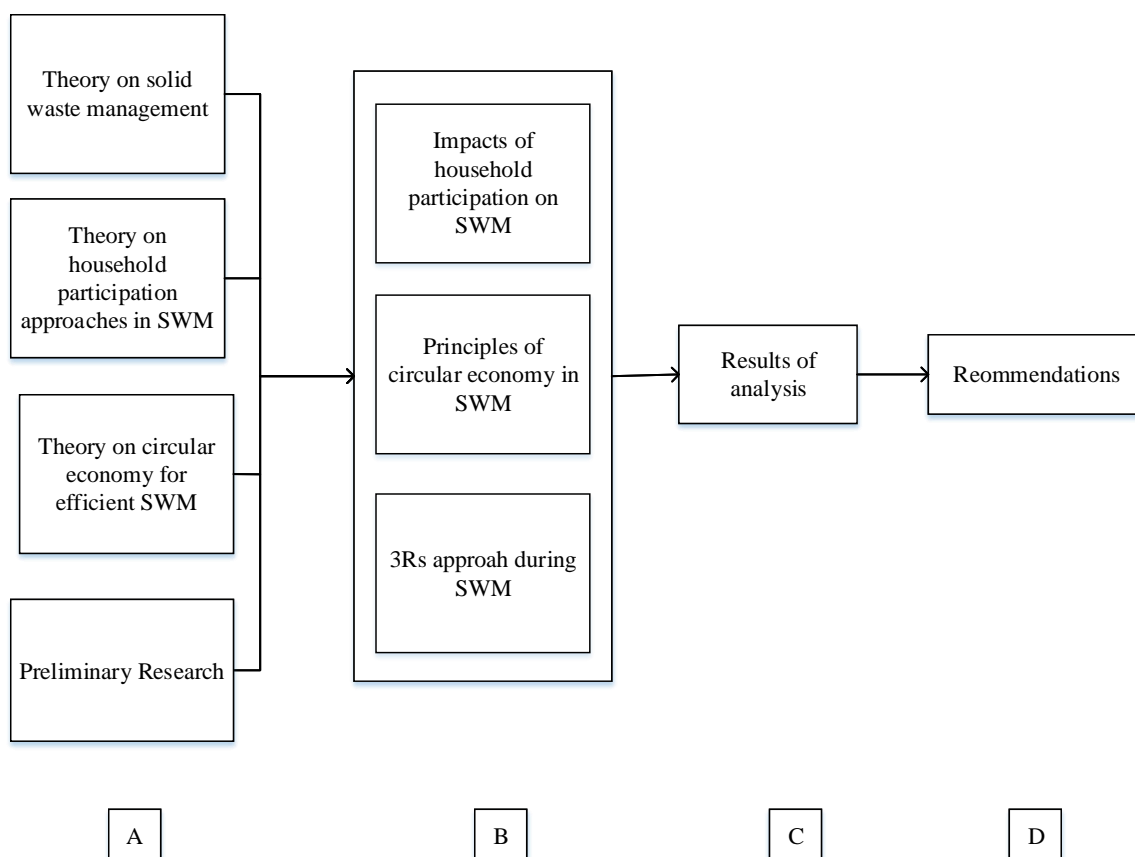 Theory on solid
waste management
Theory on
household
participation
approaches in SWM
Theory on circular
economy for
efficient SWM
Preliminary Research
Impacts of
household
participation on
SWM
Principles of
circular economy in
SWM
3Rs approah during
SWM
Results of
analysis
Reommendations
A
B
C
D